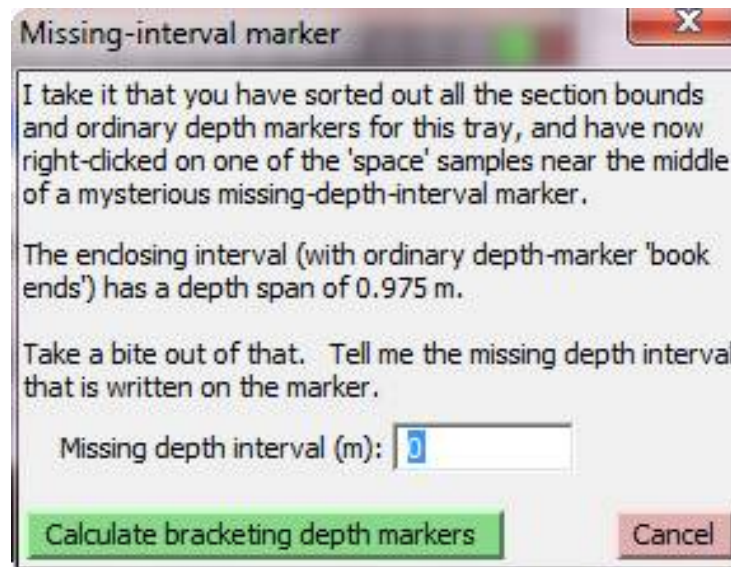 Missing-interval marker
X
I take it that you have sorted out all the section bounds
and ordinary depth markers for this tray, and have now
right-clicked on one of the 'space' samples near the middle
of a mysterious missing-depth-interval marker.
The enclosing interval (with ordinary depth-marker 'book
ends') has a depth span of 0.975 m.
Take a bite out of that. Tell me the missing depth interval
that is written on the marker.
Missing depth interval (m): 0
Calculate bracketing depth markers
Cancel